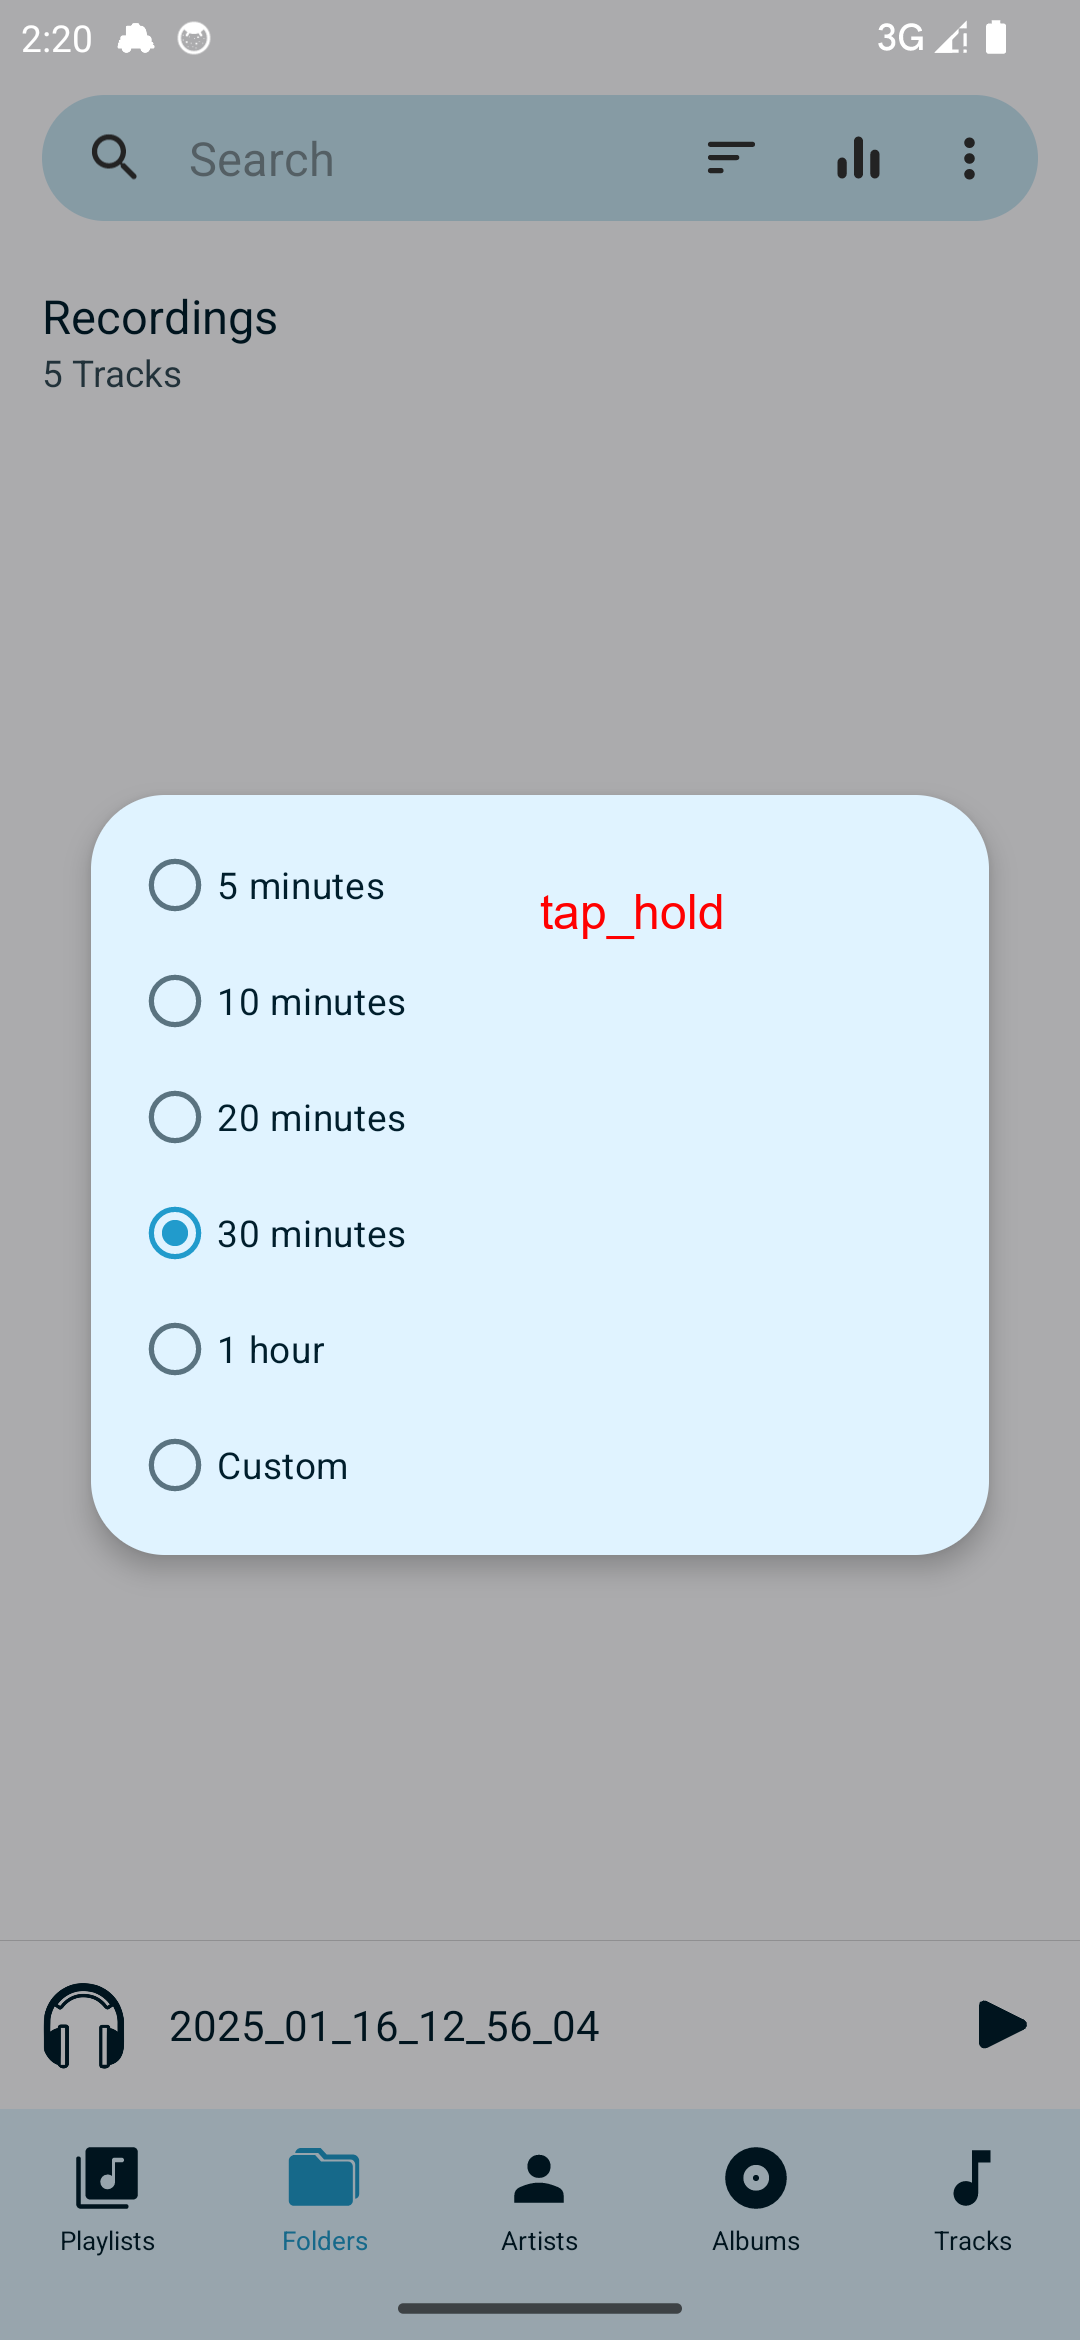 2:20
3G
Search
Recordings
5 Tracks
5 minutes
tap_hold
10 minutes
20 minutes
30 minutes
1 hour
Custom
2025_01_16_12_56_04
Playlists
Folders
Artists
Albums
Tracks